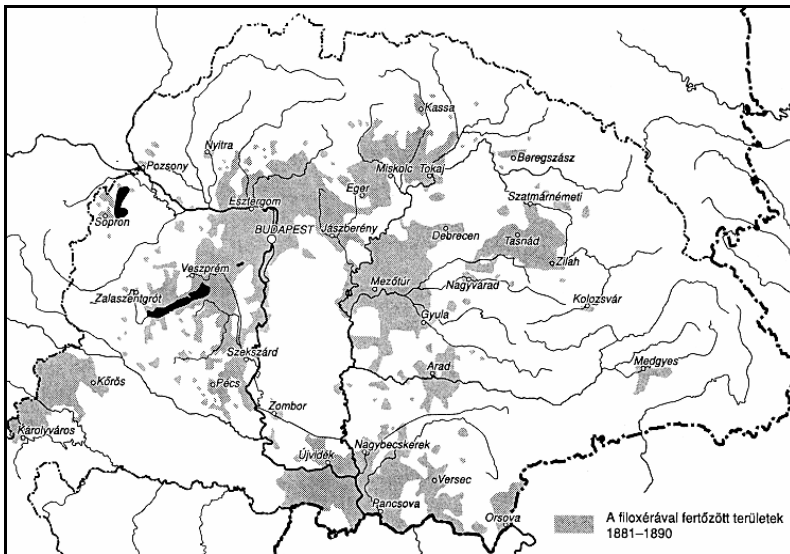 Kassa
Nyitra
Beregszász
Pozsony
Miskolc
Tokaj
Eger
Szatmárnémeti
Esztergom
Sopron
BUDAPEST
Jászberény
Debrecen
Tasnád
Zilah
Veszprém
Mezőtúr
Nagyvárad
Zalaszentgrót
Kolozsvár
Gyula
Szekszárd
Medgyes
Arad
Kőrös
Pécs
Zombor
Károlyváros
Nagybecskerek
Újvidék
Versec
Pancsova
Orsova
A filoxérával fertőzött területek
1881–1890